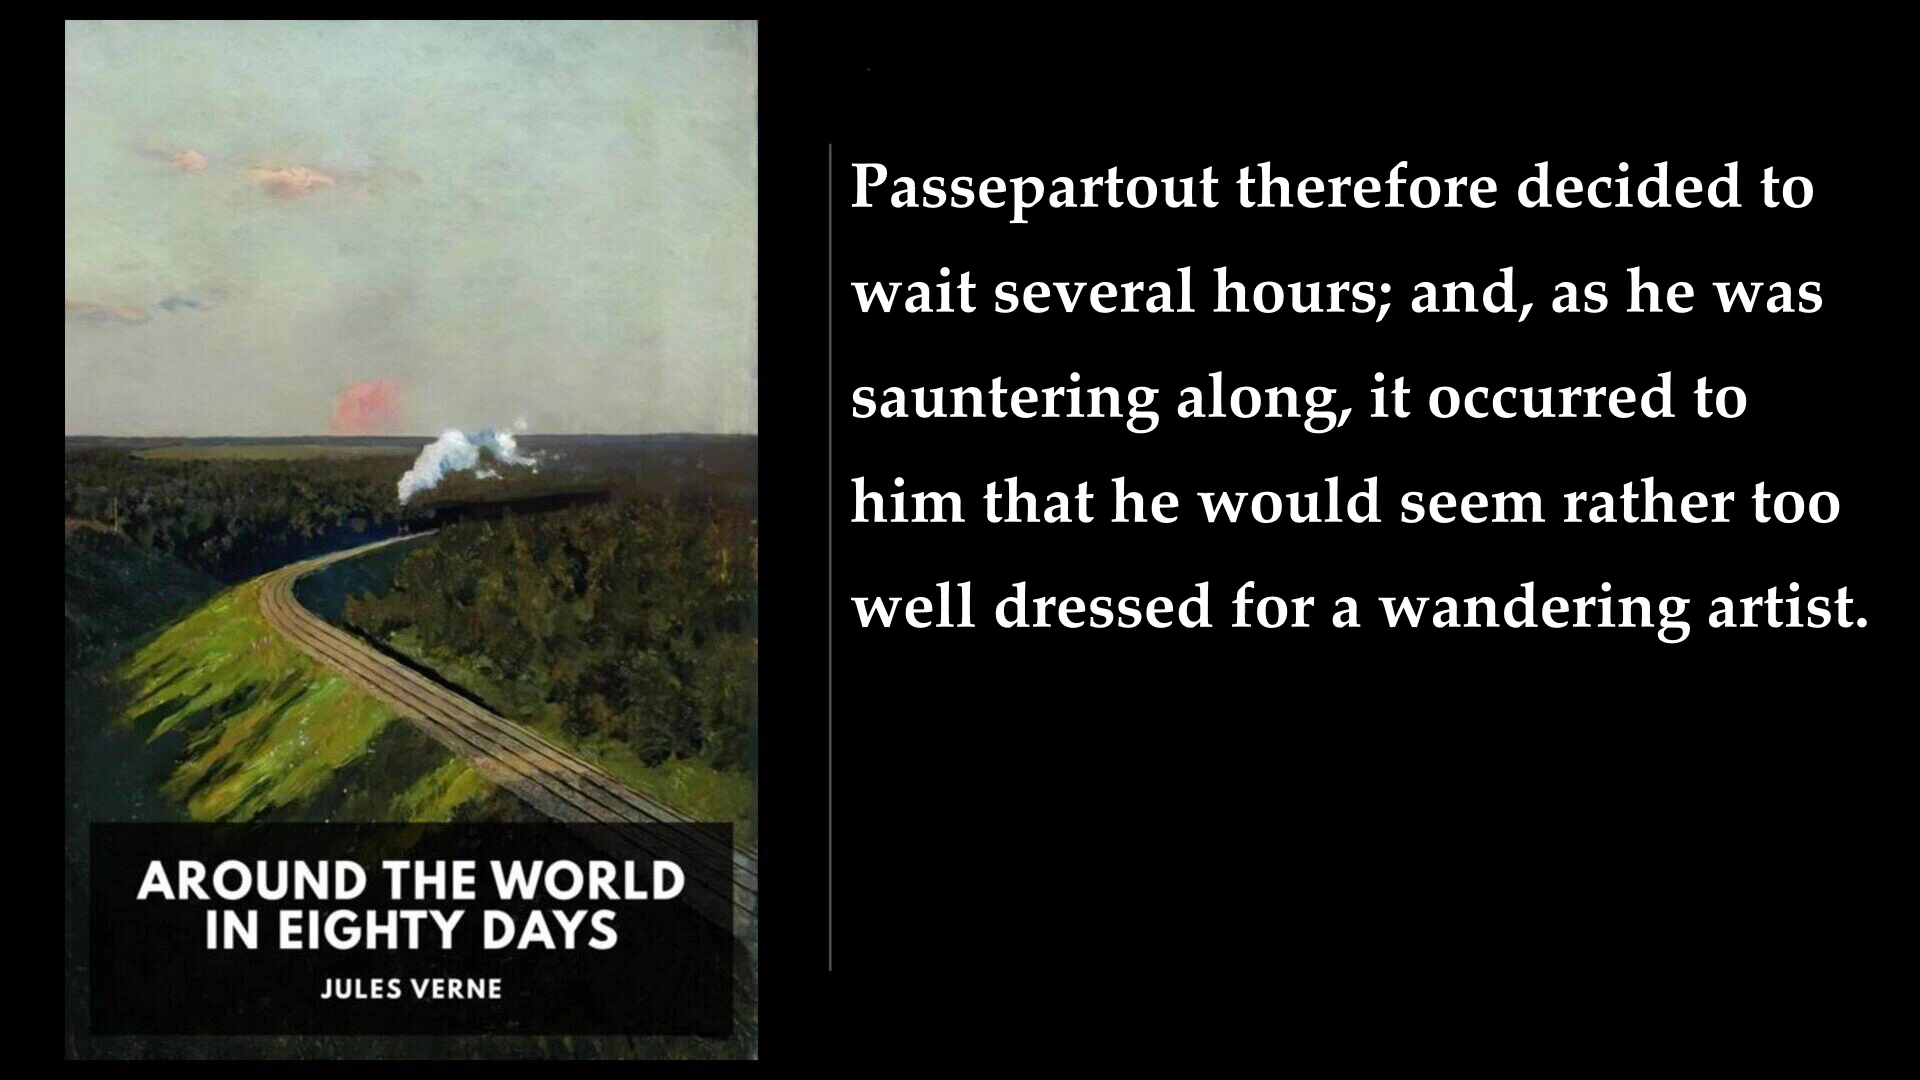 AROUND THE WORLD
IN EIGHTY DAYS
JULES VERNE
Passepartout therefore decided to
wait several hours; and, as he was
sauntering along, it occurred to
him that he would seem rather too
well dressed for a wandering artist.